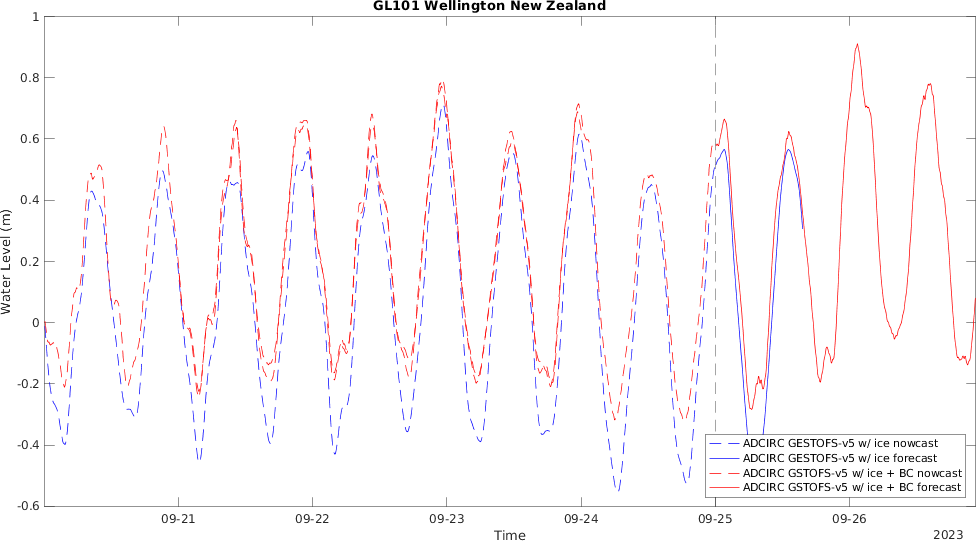 GL101 Wellington New Zealand
1
0.8
0.6
0.4
0.2
0
-0.2
-0.4
-0.6
Water Level (m)
ADCIRC GESTOFS-v5 w/ ice nowcast
ADCIRC GESTOFS-v5 w/ ice forecast
ADCIRC GSTOFS-v5 w/ ice + BC nowcast
ADCIRC GSTOFS-v5 w/ ice + BC forecast
09-21 09-22 09-23 09-24 09-25 09-26
Time
2023